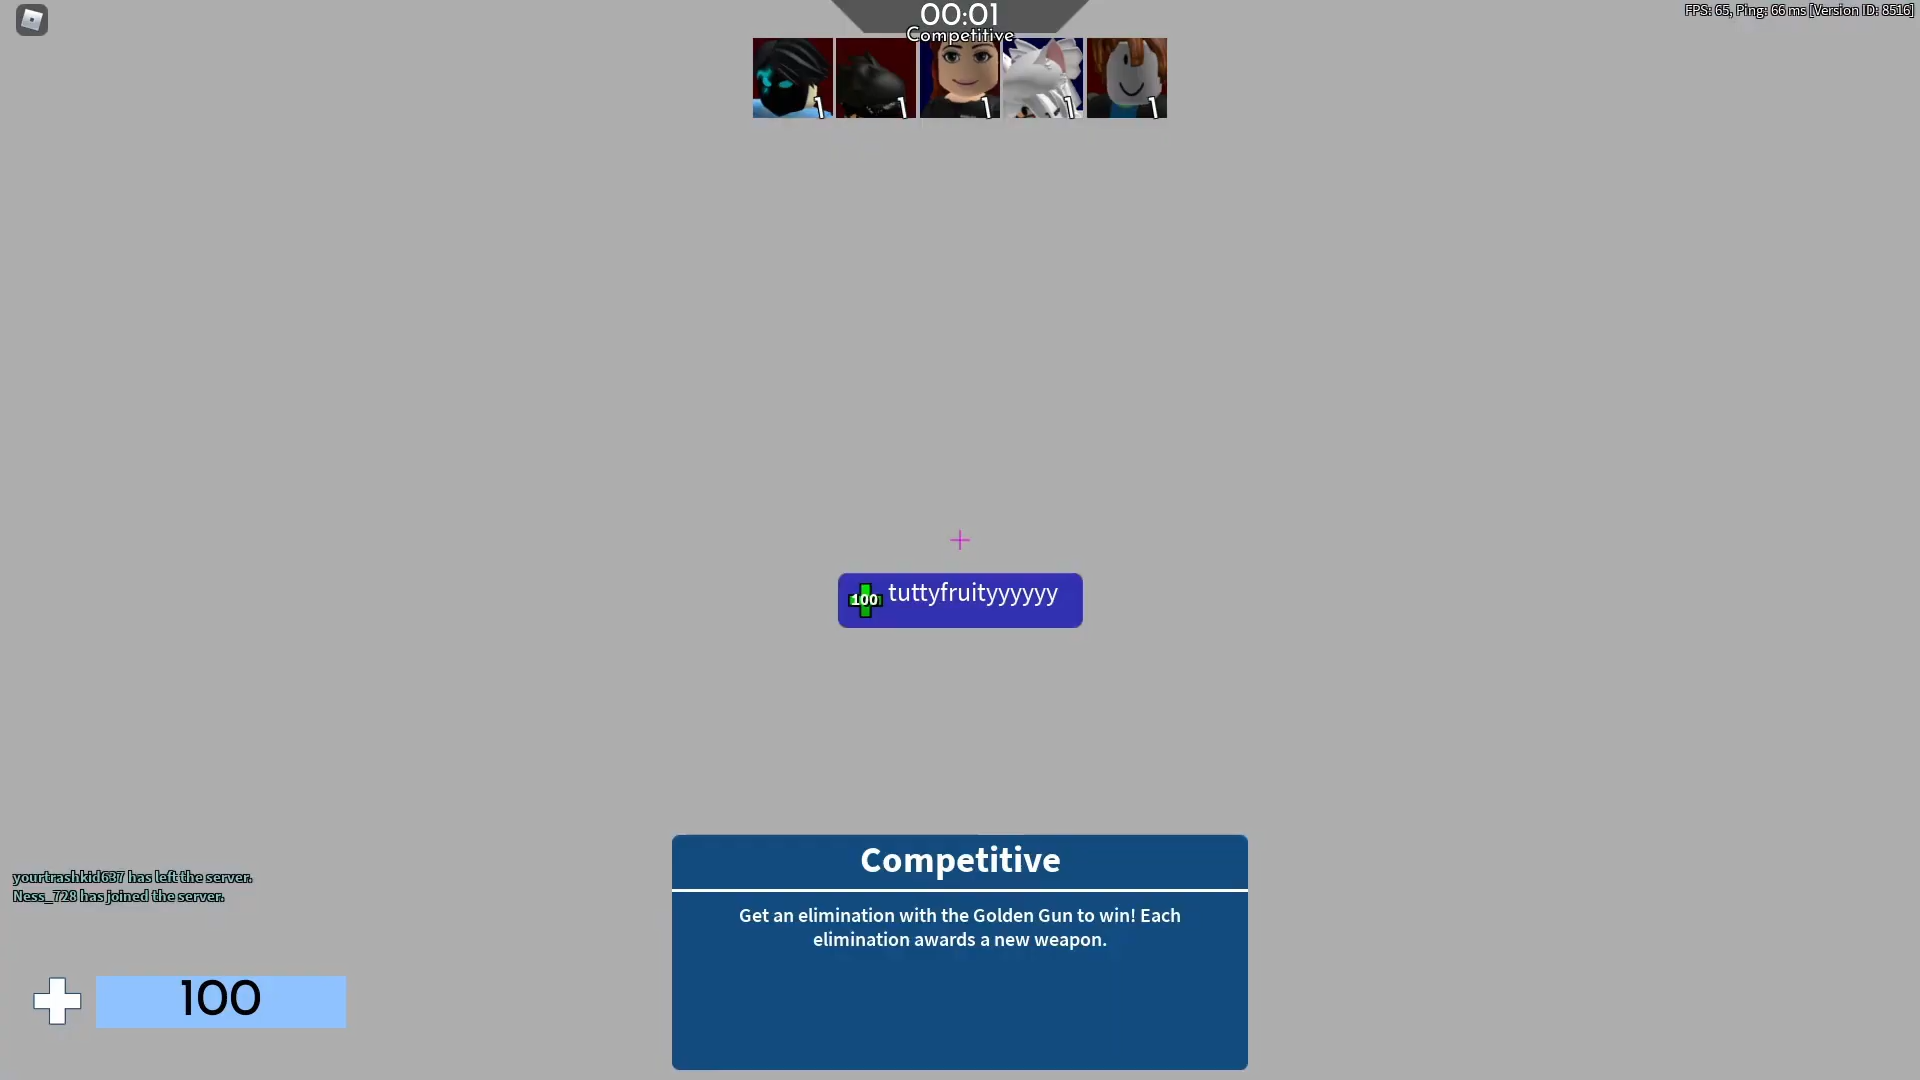 00:01
Competitive
FPS: 65, Ping: 66 ms [Version ID: 8516]
1 1 1 1 1
100 tuttyfruityyyyyy
yourtrashkid637 has left the server.
Ness_728 has joined the server.
100
Competitive
Get an elimination with the Golden Gun to win! Each
elimination awards a new weapon.